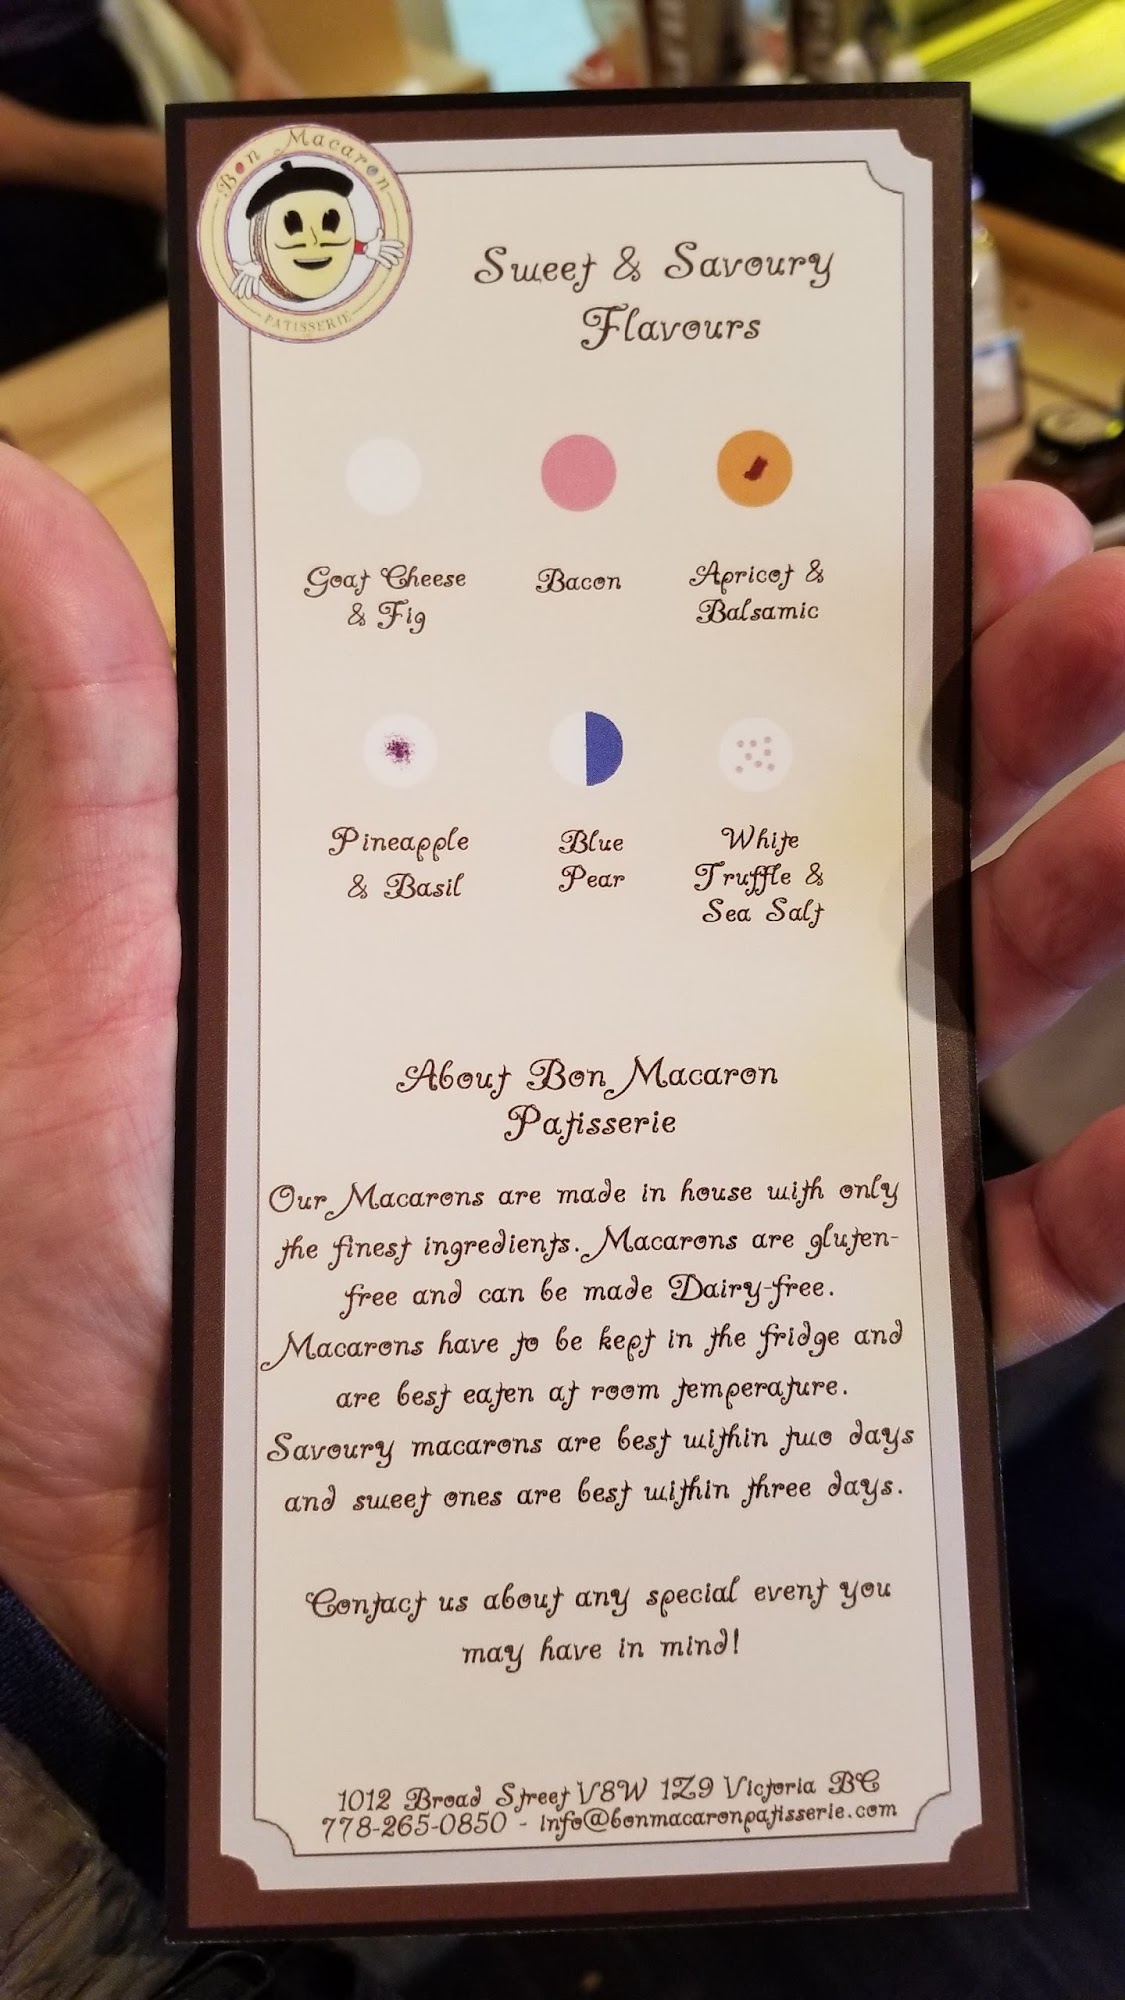 Bon Macaron
PATISSERIE
Sweet & Savoury
Flavours
Goat Cheese
& Fig
Bacon
Apricot &
Balsamic
Pineapple
& Basil
Blue
Pear
White
Truffle &
Sea Salt
About Bon Macaron
Patisserie
Our Macarons are made in house with only
the finest ingredients. Macarons are gluten-
free and can be made Dairy-free.
Macarons have to be kept in the fridge and
are best eaten at room temperature.
Savoury macarons are best within two days
and sweet ones are best within three days.
Contact us about any special event you
may have in mind!
1012 Broad Street V8W 1Z9 Victoria BC
778-265-0850 - info@bonmacaronpatisserie.com